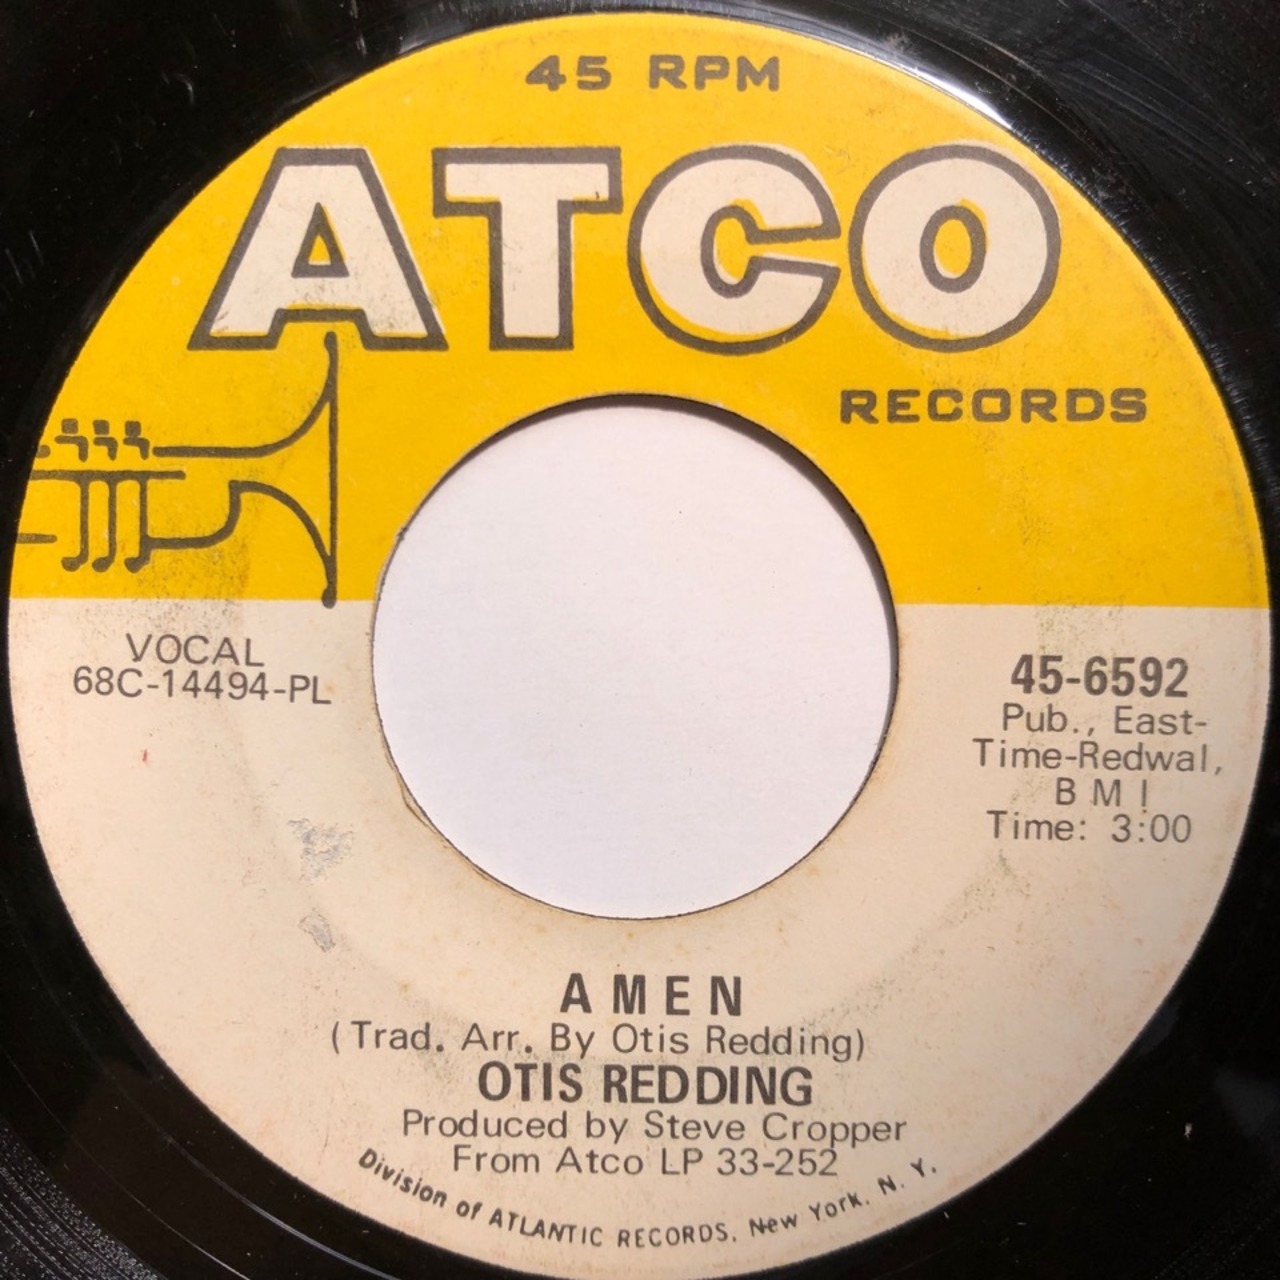 45 RPM
ATCO
RECORDS
VOCAL
68C-14494-PL
45-6592
Pub., East-
Time-Redwal,
BMI
Time: 3:00
AMEN
(Trad. Arr. By Otis Redding)
OTIS REDDING
Produced by Steve Cropper
From Atco LP 33-252
Division of ATLANTIC RECORDS, New York, N. Y.